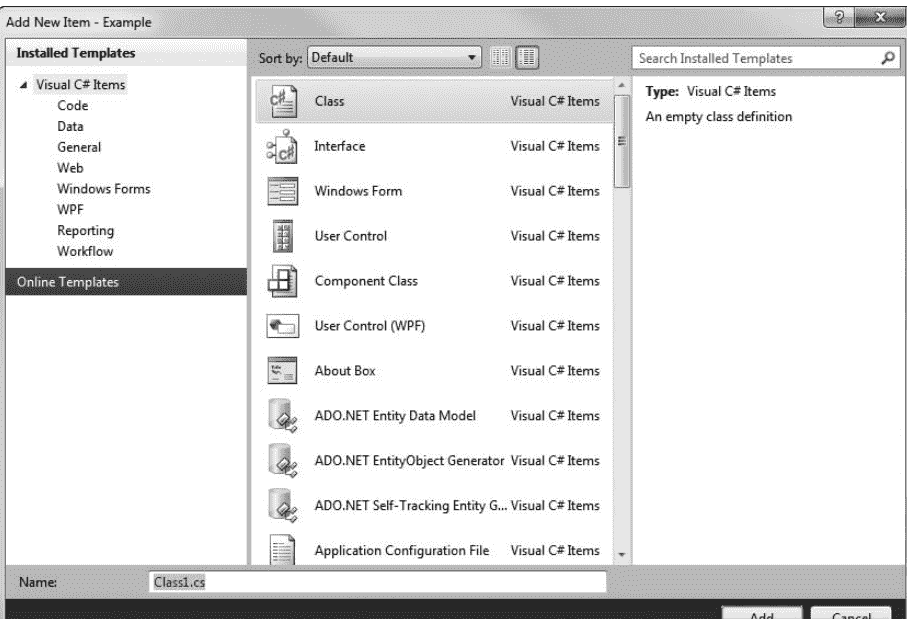 Add New Item - Example
Installed Templates
Visual C# Items
Code
Data
General
Web
Windows Forms
WPF
Reporting
Workflow
Online Templates
Sort by: Default
Class Visual C# Items
Interface Visual C# Items
Windows Form Visual C# Items
User Control Visual C# Items
Component Class Visual C# Items
User Control (WPF) Visual C# Items
About Box Visual C# Items
ADO.NET Entity Data Model Visual C# Items
ADO.NET EntityObject Generator Visual C# Items
ADO.NET Self-Tracking Entity G... Visual C# Items
Application Configuration File Visual C# Items
Search Installed Templates
Type: Visual C# Items
An empty class definition
Name: Class1.cs
Add Cancel